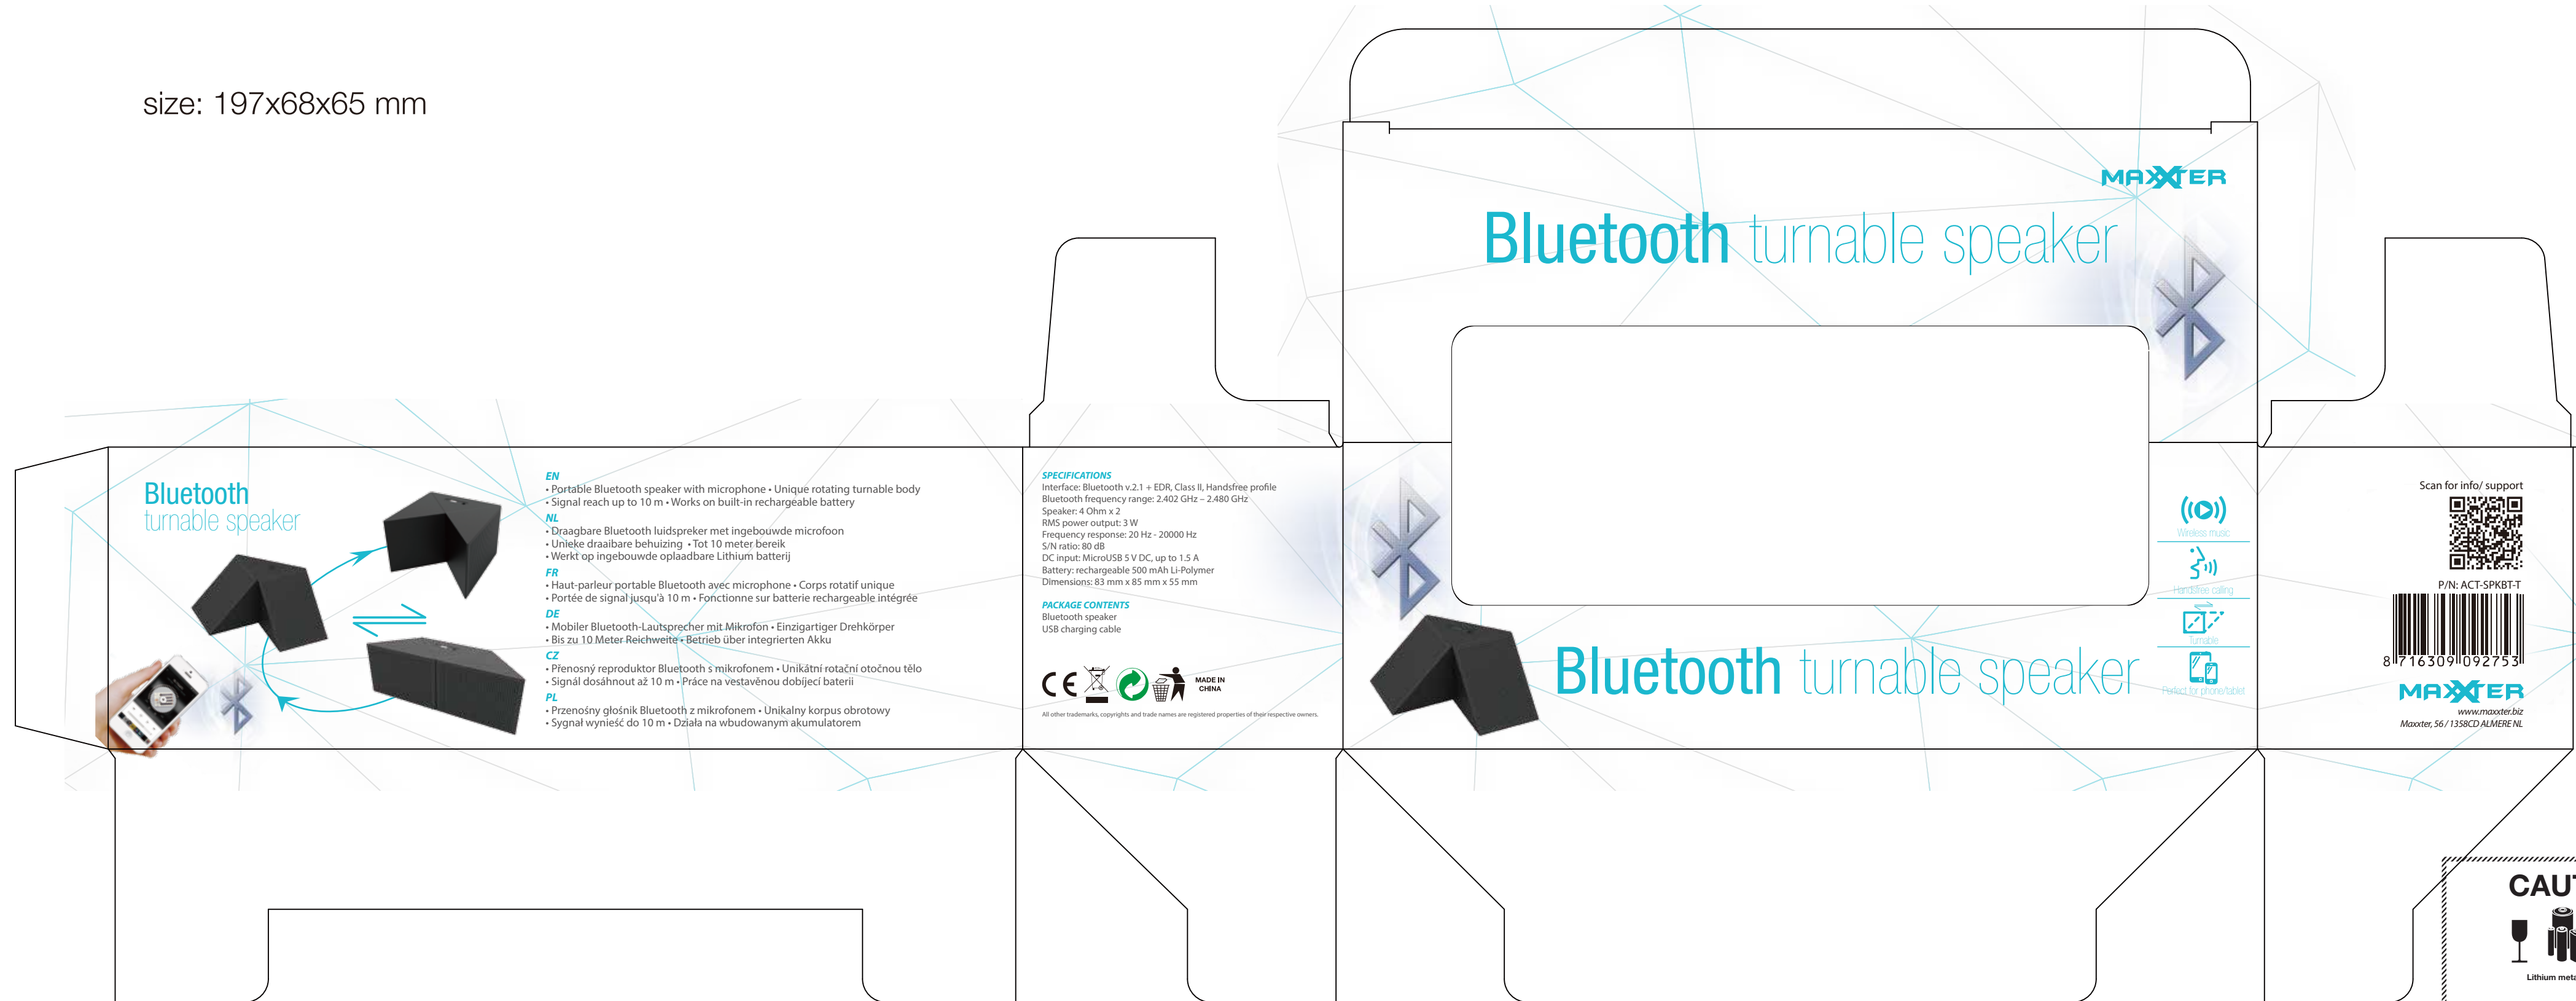 size: 197x68x65 mm
MAXXTER
Bluetooth turnable speaker
Bluetooth
turnable speaker
EN
• Portable Bluetooth speaker with microphone • Unique rotating turnable body
• Signal reach up to 10 m • Works on built-in rechargeable battery
NL
• Draagbare Bluetooth luidspreker met ingebouwde microfoon
• Unieke draaibare behuizing • Tot 10 meter bereik
• Werkt op ingebouwde oplaadbare Lithium batterij
FR
• Haut-parleur portable Bluetooth avec microphone • Corps rotatif unique
• Portée de signal jusqu'à 10 m • Fonctionne sur batterie rechargeable intégrée
DE
• Mobiler Bluetooth-Lautsprecher mit Mikrofon • Einzigartiger Drehkörper
• Bis zu 10 Meter Reichweite • Betrieb über integrierten Akku
CZ
• Přenosný reproduktor Bluetooth s mikrofonem • Unikátní rotační otočnou tělo
• Signál dosáhnout až 10 m • Práce na vestavěnou dobíjecí baterii
PL
• Przenośny głośnik Bluetooth z mikrofonem • Unikalny korpus obrotowy
• Sygnał wynieść do 10 m • Działa na wbudowanym akumulatorem
SPECIFICATIONS
Interface: Bluetooth v.2.1 + EDR, Class II, Handsfree profile
Bluetooth frequency range: 2.402 GHz – 2.480 GHz
Speaker: 4 Ohm x 2
RMS power output: 3 W
Frequency response: 20 Hz - 20000 Hz
S/N ratio: 80 dB
DC input: MicroUSB 5 V DC, up to 1.5 A
Battery: rechargeable 500 mAh Li-Polymer
Dimensions: 83 mm x 85 mm x 55 mm
PACKAGE CONTENTS
Bluetooth speaker
USB charging cable
CE
MADE IN
CHINA
All other trademarks, copyrights and trade names are registered properties of their respective owners.
Bluetooth turnable speaker
Wireless music
Handsfree calling
Turnable
Perfect for phone/tablet
Scan for info/ support
P/N: ACT-SPKBT-T
8 716309 092753
MAXXTER
www.maxxter.biz
Maxxter, 56 / 1358CD ALMERE NL
CAUT
Lithium meta